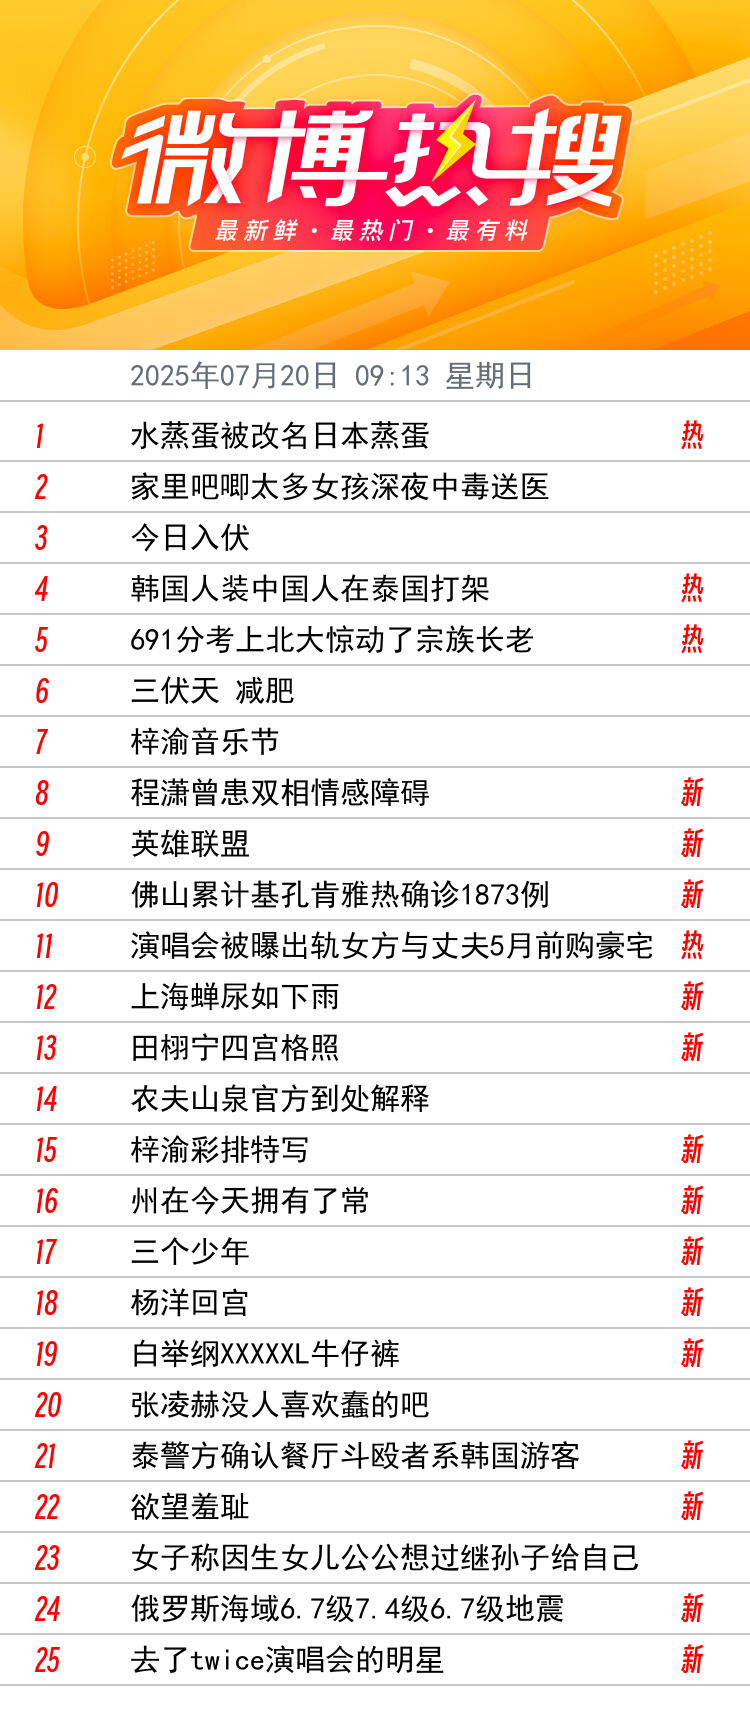 微博热搜
最新鲜·最热门·最有料
2025年07月20日 09:13 星期日
1 水蒸蛋被改名日本蒸蛋 热
2 家里吧唧太多女孩深夜中毒送医
3 今日入伏
4 韩国人装中国人在泰国打架 热
5 691分考上北大惊动了宗族长老 热
6 三伏天 减肥
7 梓渝音乐节
8 程潇曾患双相情感障碍 新
9 英雄联盟 新
10 佛山累计基孔肯雅热确诊1873例 新
11 演唱会被曝出轨女方与丈夫5月前购豪宅 热
12 上海蝉尿如下雨 新
13 田栩宁四宫格照 新
14 农夫山泉官方到处解释
15 梓渝彩排特写 新
16 州在今天拥有了常 新
17 三个少年 新
18 杨洋回宫 新
19 白举纲XXXXXL牛仔裤 新
20 张凌赫没人喜欢蠢的吧
21 泰警方确认餐厅斗殴者系韩国游客 新
22 欲望羞耻 新
23 女子称因生女儿公公想过继孙子给自己
24 俄罗斯海域6.7级7.4级6.7级地震 新
25 去了twice演唱会的明星 新